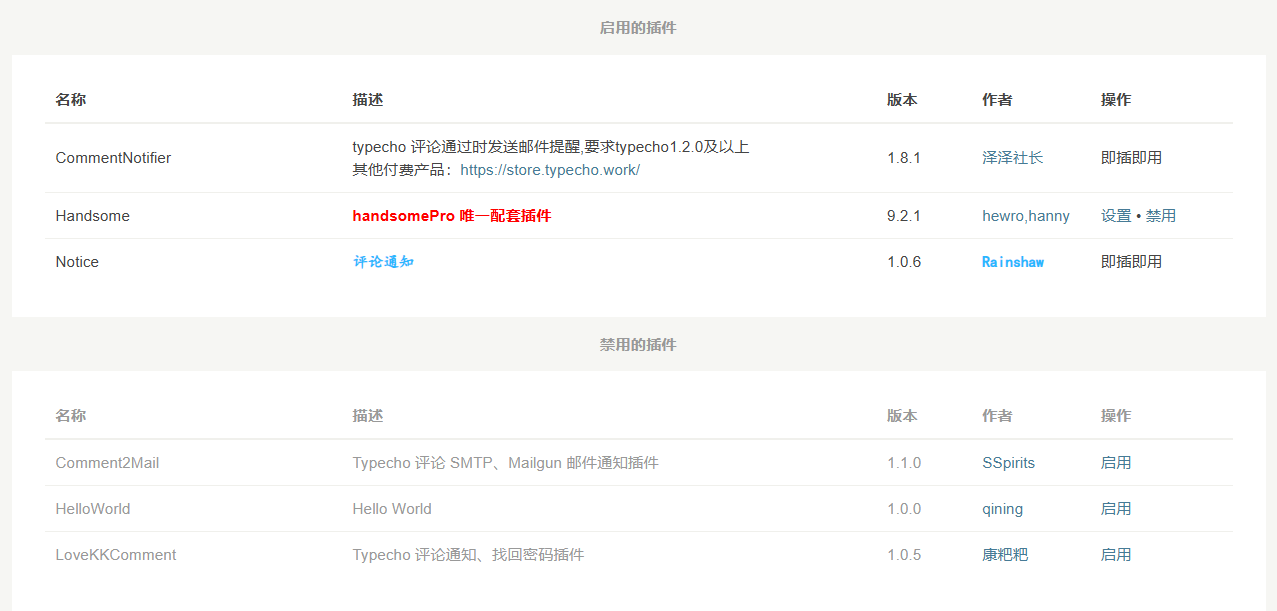 启用的插件
名称 描述 版本 作者 操作
CommentNotifier typecho 评论通过时发送邮件提醒,要求typecho1.2.0及以上 1.8.1 泽泽社长 即插即用
其他付费产品：https://store.typecho.work/
Handsome handsomePro 唯一配套插件 9.2.1 hewro,hanny 设置 • 禁用
Notice 评论通知 1.0.6 Rainshaw 即插即用
禁用的插件
名称 描述 版本 作者 操作
Comment2Mail Typecho 评论 SMTP、Mailgun 邮件通知插件 1.1.0 SSpirits 启用
HelloWorld Hello World 1.0.0 qining 启用
LoveKKComment Typecho 评论通知、找回密码插件 1.0.5 康粑粑 启用